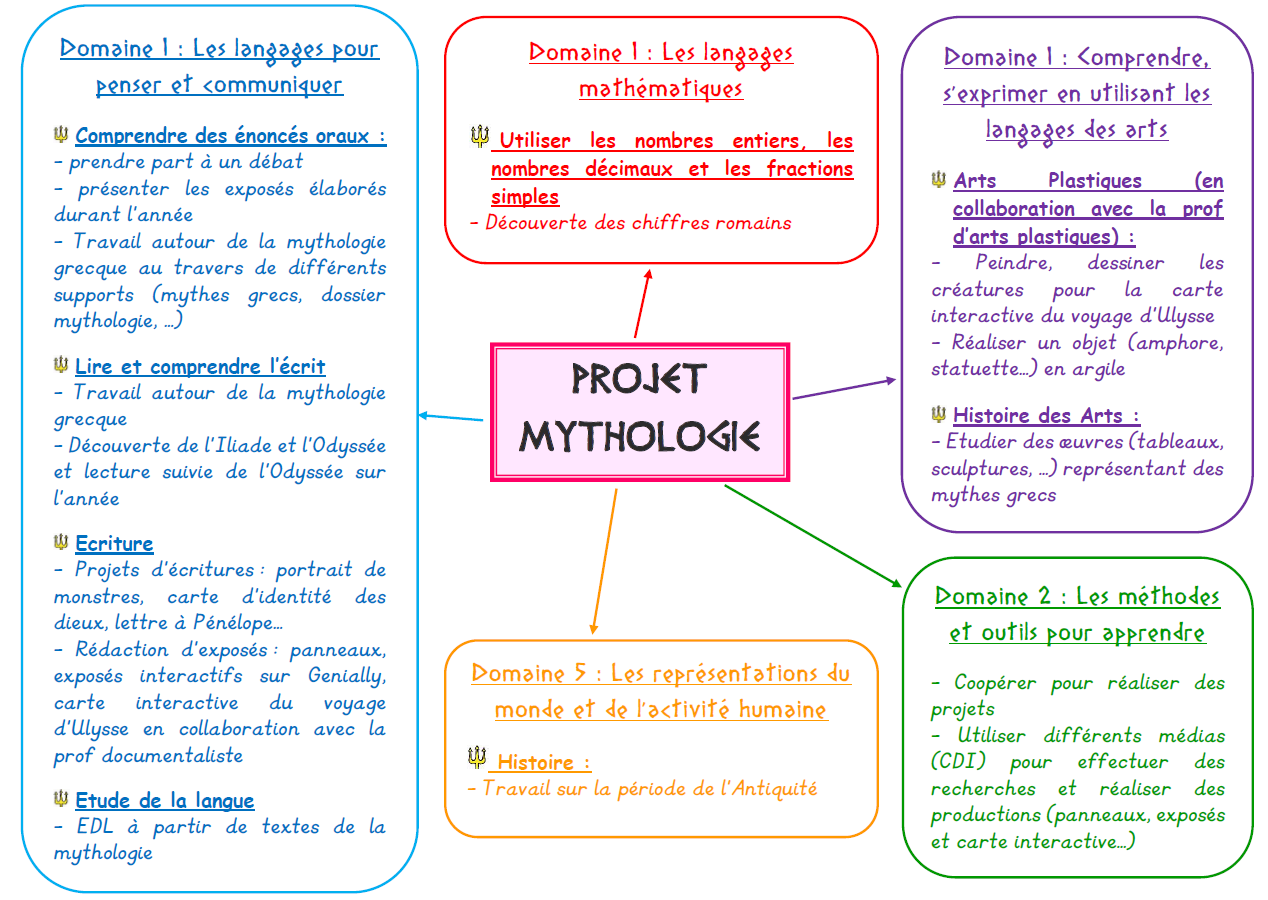 Domaine 1 : Les langages pour
penser et communiquer
Comprendre des énoncés oraux :
- prendre part à un débat
- présenter les exposés élaborés
durant l'année
- Travail autour de la mythologie
grecque au travers de différents
supports (mythes grecs, dossier
mythologie, …)
Lire et comprendre l'écrit
- Travail autour de la mythologie
grecque
- Découverte de l'Iliade et l'Odyssée
et lecture suivie de l'Odyssée sur
l'année
Ecriture
- Projets d'écritures : portrait de
monstres, carte d'identité des
dieux, lettre à Pénélope…
- Rédaction d'exposés : panneaux,
exposés interactifs sur Genially,
carte interactive du voyage
d'Ulysse en collaboration avec la
prof documentaliste
Etude de la langue
- EDL à partir de textes de la
mythologie
Domaine 1 : Les langages
mathématiques
Utiliser les nombres entiers, les
nombres décimaux et les fractions
simples
- Découverte des chiffres romains
PROJET
MYTHOLOGIE
Domaine 5 : Les représentations du
monde et de l'activité humaine
Histoire :
- Travail sur la période de l'Antiquité
Domaine 1 : Comprendre,
s'exprimer en utilisant les
langages des arts
Arts Plastiques (en
collaboration avec la prof
d'arts plastiques) :
- Peindre, dessiner les
créatures pour la carte
interactive du voyage d'Ulysse
- Réaliser un objet (amphore,
statuette…) en argile
Histoire des Arts :
- Etudier des œuvres (tableaux,
sculptures, …) représentant des
mythes grecs
Domaine 2 : Les méthodes
et outils pour apprendre
- Coopérer pour réaliser des
projets
- Utiliser différents médias
(CDI) pour effectuer des
recherches et réaliser des
productions (panneaux, exposés
et carte interactive…)